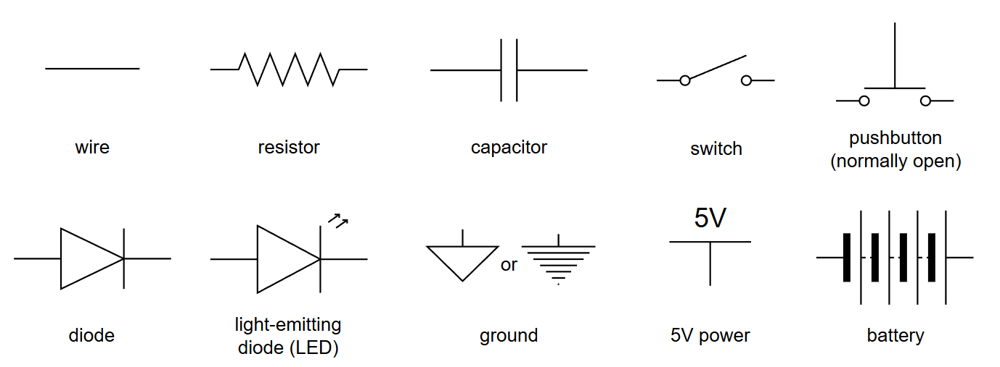 wire
resistor
capacitor
switch
pushbutton
(normally open)
5V
or
diode
light-emitting
diode (LED)
ground
5V power
battery